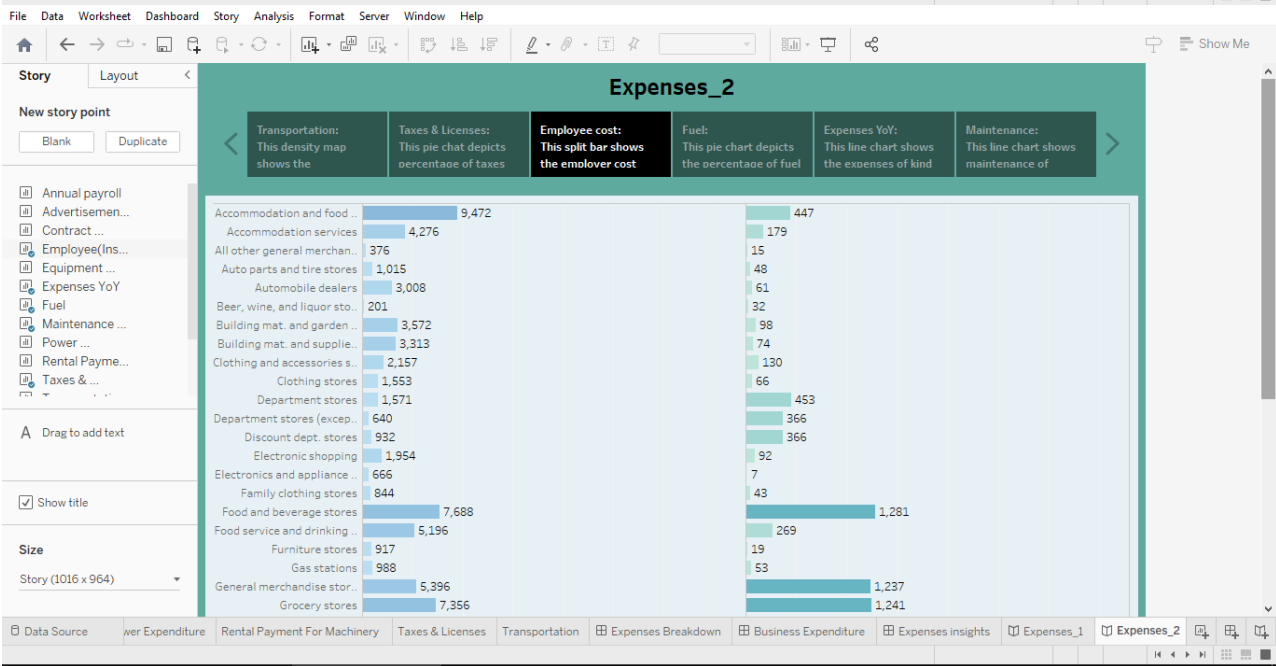 File Data Worksheet Dashboard Story Analysis Format Server Window Help
Show Me
Story Layout
New story point
Blank Duplicate
Annual payroll
Advertisemen...
Contract ...
Employee(Ins...
Equipment ...
Expenses YoY
Fuel
Maintenance ...
Power ...
Rental Payme...
Taxes & ...
A Drag to add text
Show title
Size
Story (1016 x 964)
Expenses_2
Transportation:
This density map
shows the
Taxes & Licenses:
This pie chat depicts
percentage of taxes
Employee cost:
This split bar shows
the employer cost
Fuel:
This pie chart depicts
the percentage of fuel
Expenses YoY:
This line chart shows
the expenses of kind
Maintenance:
This line chart shows
maintenance of
Accommodation and food .. 9,472 447
Accommodation services 4,276 179
All other general merchan.. 376 15
Auto parts and tire stores 1,015 48
Automobile dealers 3,008 61
Beer, wine, and liquor sto.. 201 32
Building mat. and garden .. 3,572 98
Building mat. and supplie.. 3,313 74
Clothing and accessories s.. 2,157 130
Clothing stores 1,553 66
Department stores 1,571 453
Department stores (excep.. 640 366
Discount dept. stores 932 366
Electronic shopping 1,954 92
Electronics and appliance .. 666 7
Family clothing stores 844 43
Food and beverage stores 7,688 1,281
Food service and drinking .. 5,196 269
Furniture stores 917 19
Gas stations 988 53
General merchandise stor.. 5,396 1,237
Grocery stores 7,356 1,241
Data Source wer Expenditure Rental Payment For Machinery Taxes & Licenses Transportation Expenses Breakdown Business Expenditure Expenses insights Expenses_1 Expenses_2